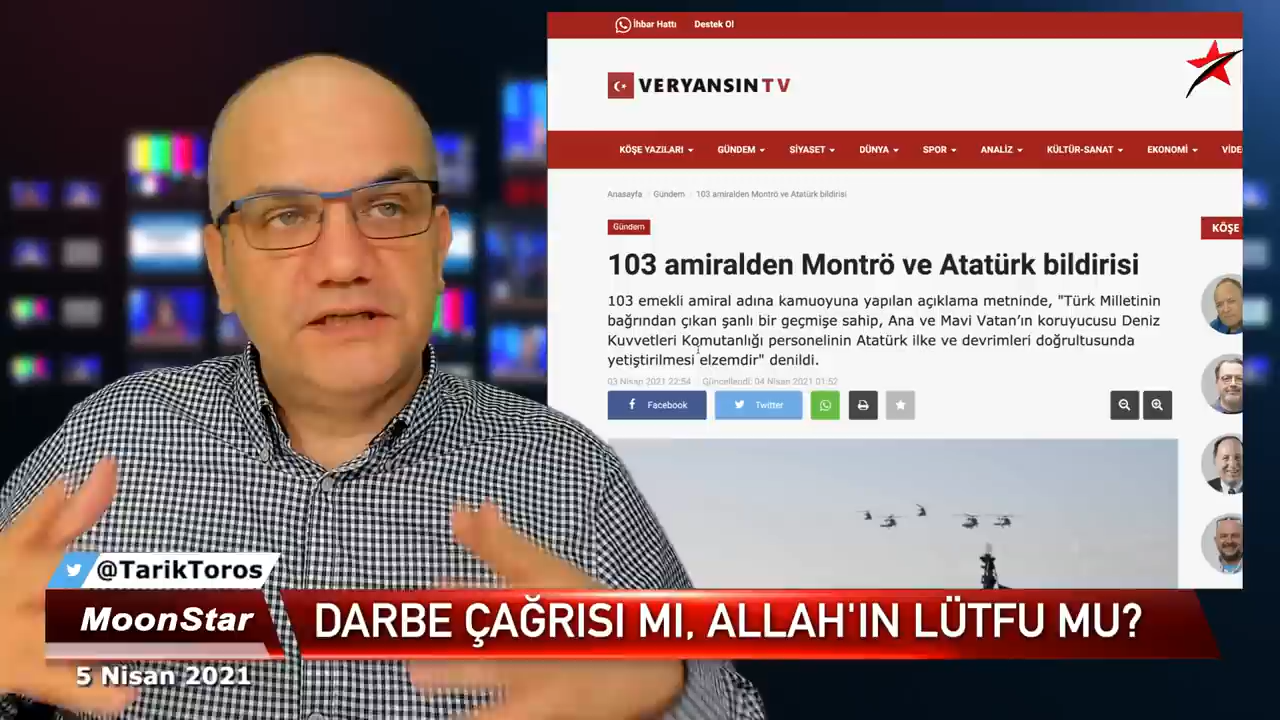 İhbar Hattı Destek Ol
VERYANSIN TV
KÖŞE YAZILARI GÜNDEM SİYASET DÜNYA SPOR ANALİZ KÜLTÜR-SANAT EKONOMİ VİDE
Anasayfa Gündem 103 amiralden Montrö ve Atatürk bildirisi
Gündem
KÖŞE
103 amiralden Montrö ve Atatürk bildirisi
103 emekli amiral adına kamuoyuna yapılan açıklama metninde, "Türk Milletinin
bağrından çıkan şanlı bir geçmişe sahip, Ana ve Mavi Vatan’ın koruyucusu Deniz
Kuvvetleri Komutanlığı personelinin Atatürk ilke ve devrimleri doğrultusunda
yetiştirilmesi elzemdir" denildi.
03 Nisan 2021 22:54 Güncellendi: 04 Nisan 2021 01:52
Facebook Twitter
@TarikToros
MoonStar
DARBE ÇAĞRISI MI, ALLAH'IN LÜTFU MU?
5 Nisan 2021